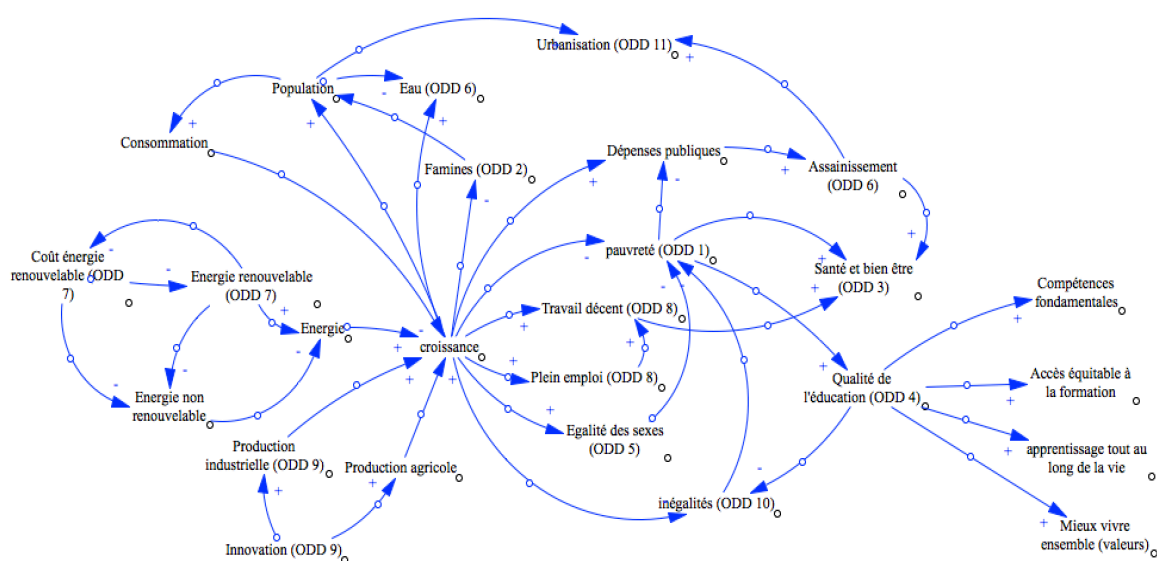 Urbanisation (ODD 11)
+
Population
Eau (ODD 6)
-
+
+
+
Consommation
Famines (ODD 2)
-
Dépenses publiques
+
-
+
Assainissement
(ODD 6)
+
pauvreté (ODD 1)
-
-
-
+
Santé et bien être
(ODD 3)
+
Coût énergie
renouvelable (ODD
7)
-
-
Energie renouvelable
(ODD 7)
+
Energie
-
-
+
croissance
+
+
Travail décent (ODD 8)
+
+
+
Plein emploi (ODD 8)
+
Egalité des sexes
(ODD 5)
-
-
Energie non
renouvelable
Production
industrielle (ODD 9)
+
Production agricole
+
Innovation (ODD 9)
inégalités (ODD 10)
-
+
Qualité de
l'éducation (ODD 4)
Compétences
fondamentales
+
Accès équitable à
la formation
+
apprentissage tout au
long de la vie
+
Mieux vivre
ensemble (valeurs)
+